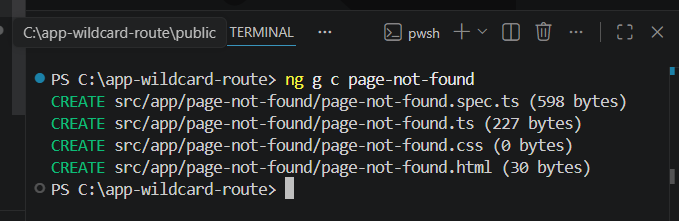 C:\app-wildcard-route\public
TERMINAL
...
pwsh
...
PS C:\app-wildcard-route> ng g c page-not-found
CREATE src/app/page-not-found/page-not-found.spec.ts (598 bytes)
CREATE src/app/page-not-found/page-not-found.ts (227 bytes)
CREATE src/app/page-not-found/page-not-found.css (0 bytes)
CREATE src/app/page-not-found/page-not-found.html (30 bytes)
PS C:\app-wildcard-route>